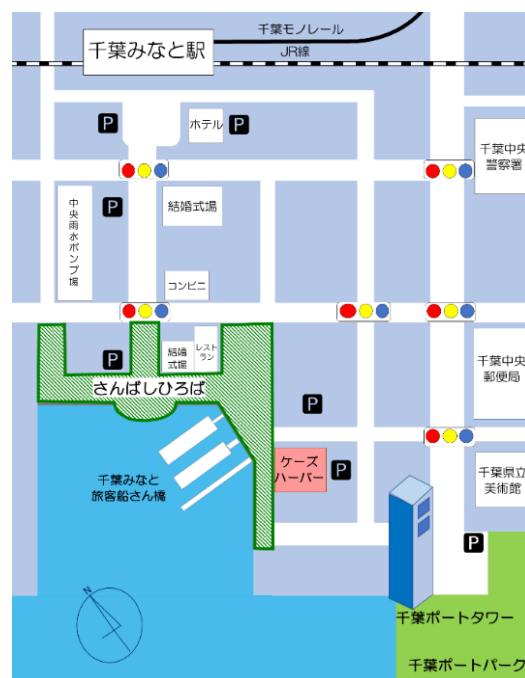 千葉モノレール
千葉みなと駅
JR線
P
ホテル
P
千葉中央
警察署
P
中央雨水ポンプ場
結婚式場
コンビニ
P
結婚
式場
レスト
ラン
千葉中央
郵便局
さんばしひろば
P
千葉みなと
旅客船さん橋
ケーズ
ハーバー
P
千葉県立
美術館
P
千葉ポートタワー
千葉ポートパーク
N